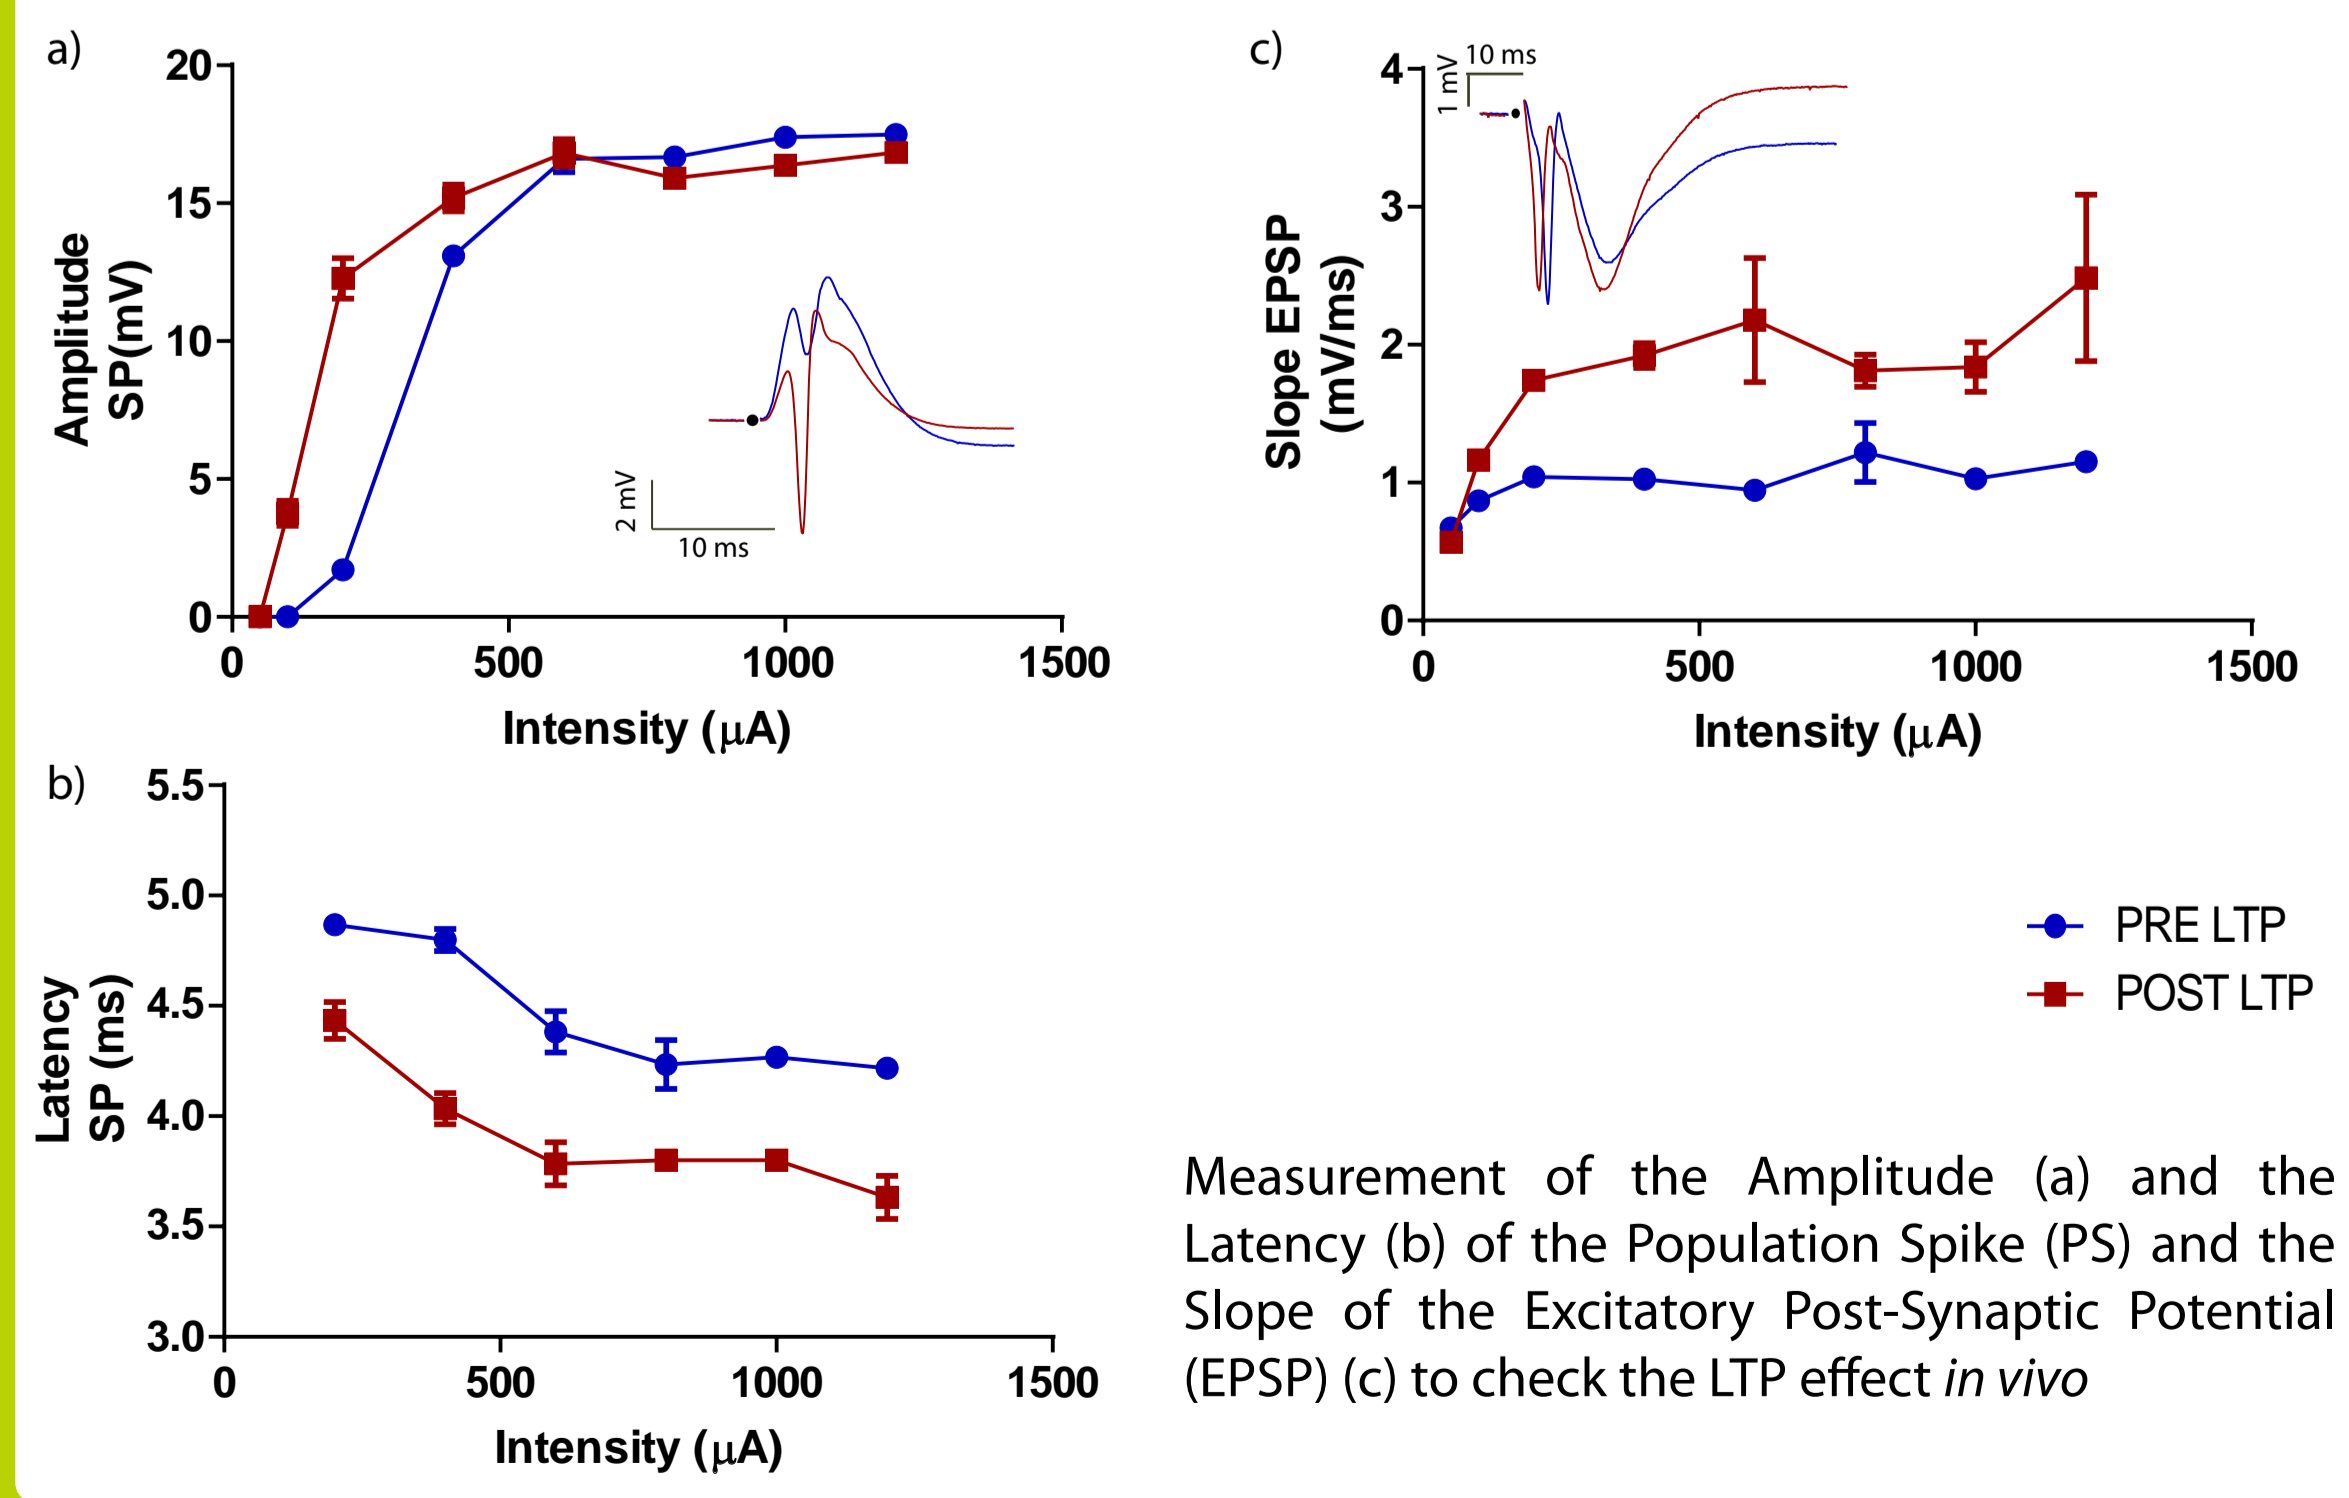 a)
20
15
10
5
0
Amplitude
SP(mV)
2 mV
10 ms
0 500 1000 1500
Intensity (μA)
c)
10 ms
1 mV
4
3
2
1
0
Slope EPSP
(mV/ms)
0 500 1000 1500
Intensity (μA)
b)
5.5
5.0
4.5
4.0
3.5
3.0
Latency
SP (ms)
0 500 1000 1500
Intensity (μA)
PRE LTP
POST LTP
Measurement of the Amplitude (a) and the
Latency (b) of the Population Spike (PS) and the
Slope of the Excitatory Post-Synaptic Potential
(EPSP) (c) to check the LTP effect in vivo